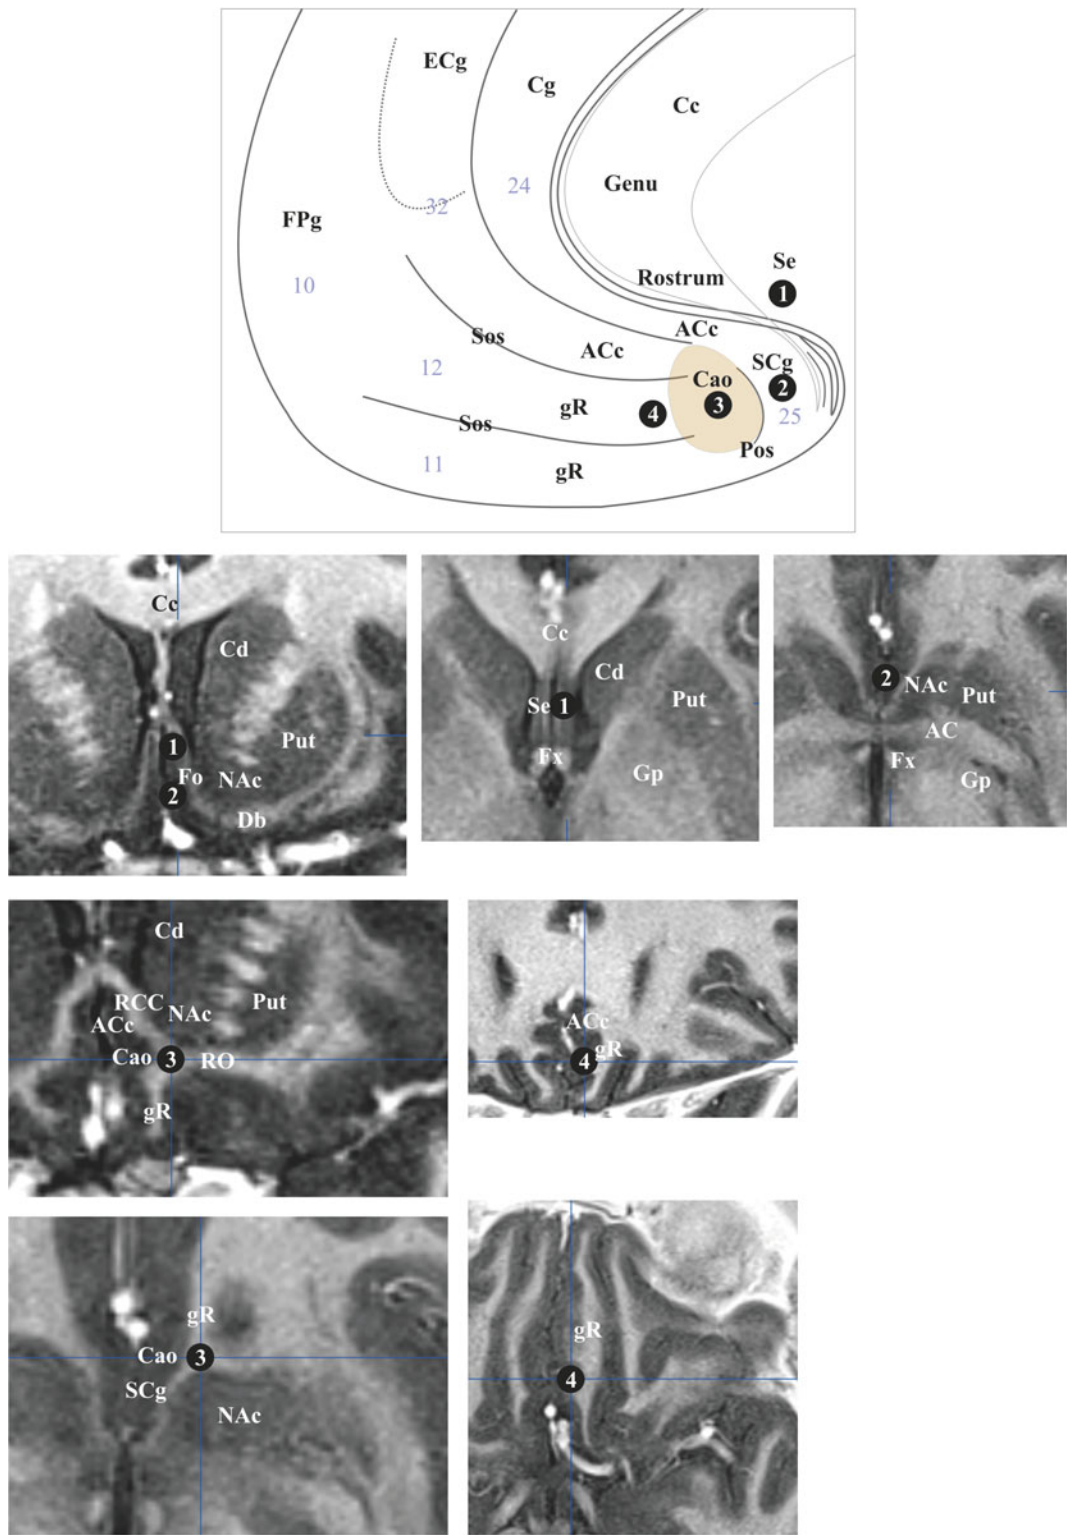 ECg
Cg
Cc
24
Genu
32
FPg
Se
10
Rostrum
1
ACc
Sos
ACc
SCg
12
Cao
2
gR
4
3
25
Sos
Pos
11
gR
Cc
Cd
Put
1
Fo
NAc
2
Db
Cc
Cd
Se 1
Put
Fx
Gp
2
NAc
Put
AC
Fx
Gp
Cd
RCC
NAc
Put
ACc
Cao 3 RO
gR
ACc
gR
4
gR
Cao 3
SCg
NAc
gR
4